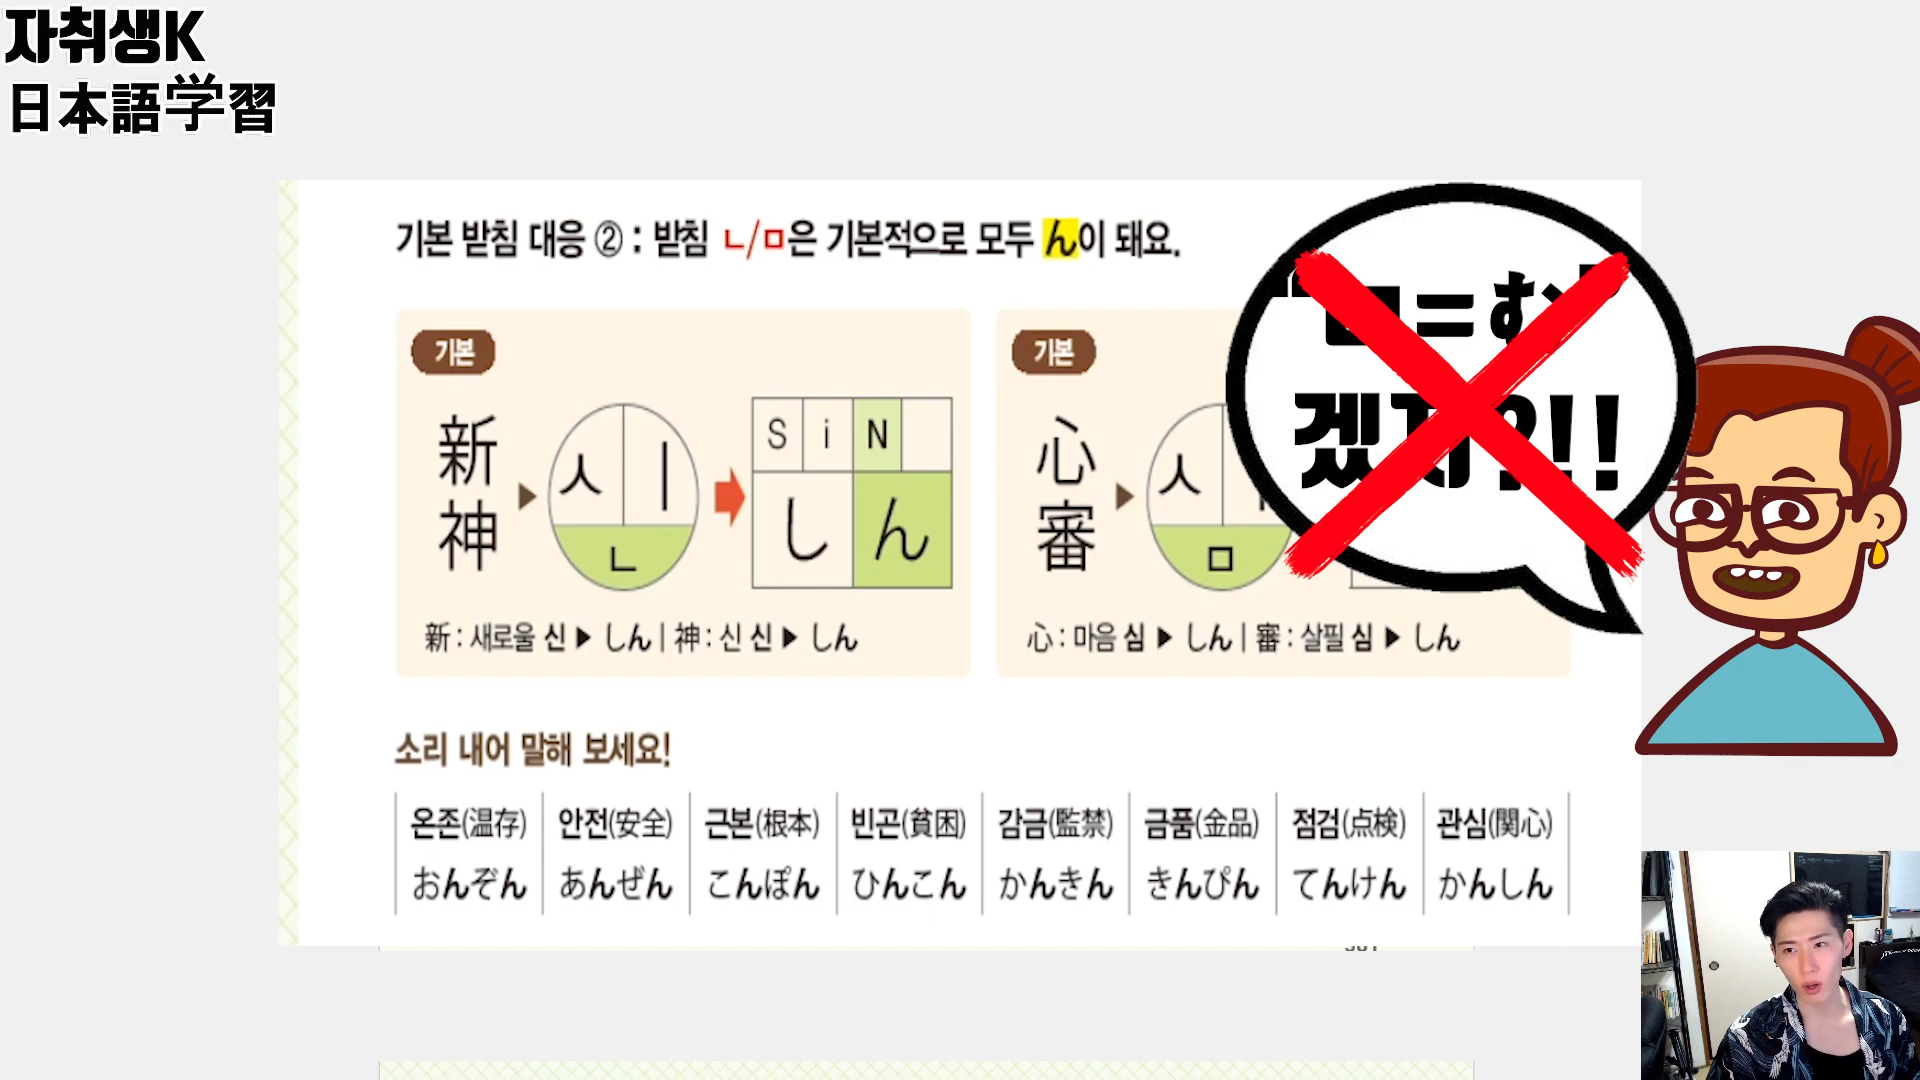 자취생K
日本語学習
기본 받침 대응 ② : 받침 ㄴ/ㅁ은 기본적으로 모두 ん이 돼요.
기본
新
神
ㅅ ㅣ
ㄴ
S i N
し ん
新 : 새로울 신 ▶ しん | 神 : 신 신 ▶ しん
기본
心
審
ㅅ
ㅁ
心 : 마음 심 ▶ しん | 審 : 살필 심 ▶ しん
ㅁ = む
겠지?!!
소리 내어 말해 보세요!
온존(温存) 안전(安全) 근본(根本) 빈곤(貧困) 감금(監禁) 금품(金品) 점검(点検) 관심(関心)
おんぞん あんぜん こんぽん ひんこん かんきん きんぴん てんけん かんしん